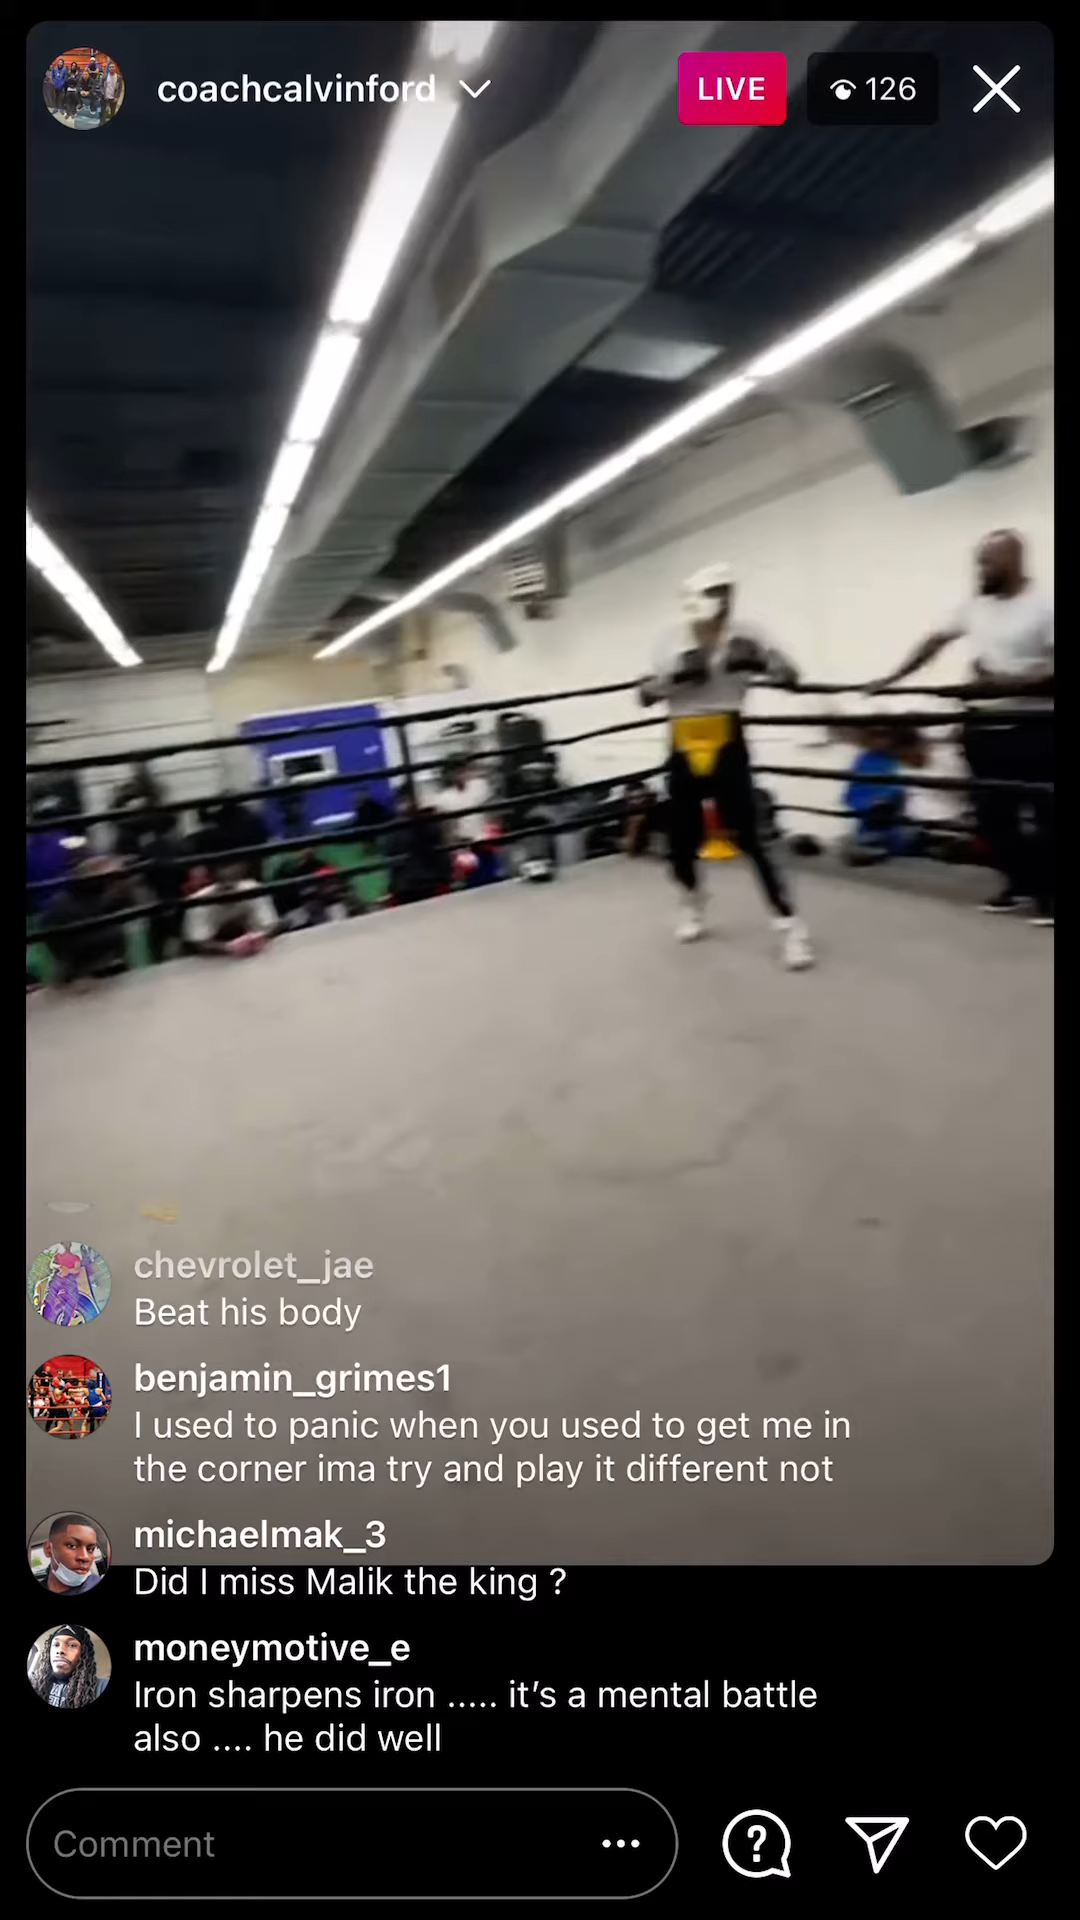 coachcalvinford
LIVE
126
chevrolet_jae
Beat his body
benjamin_grimes1
I used to panic when you used to get me in
the corner ima try and play it different not
michaelmak_3
Did I miss Malik the king ?
moneymotive_e
Iron sharpens iron ..... it’s a mental battle
also .... he did well
Comment